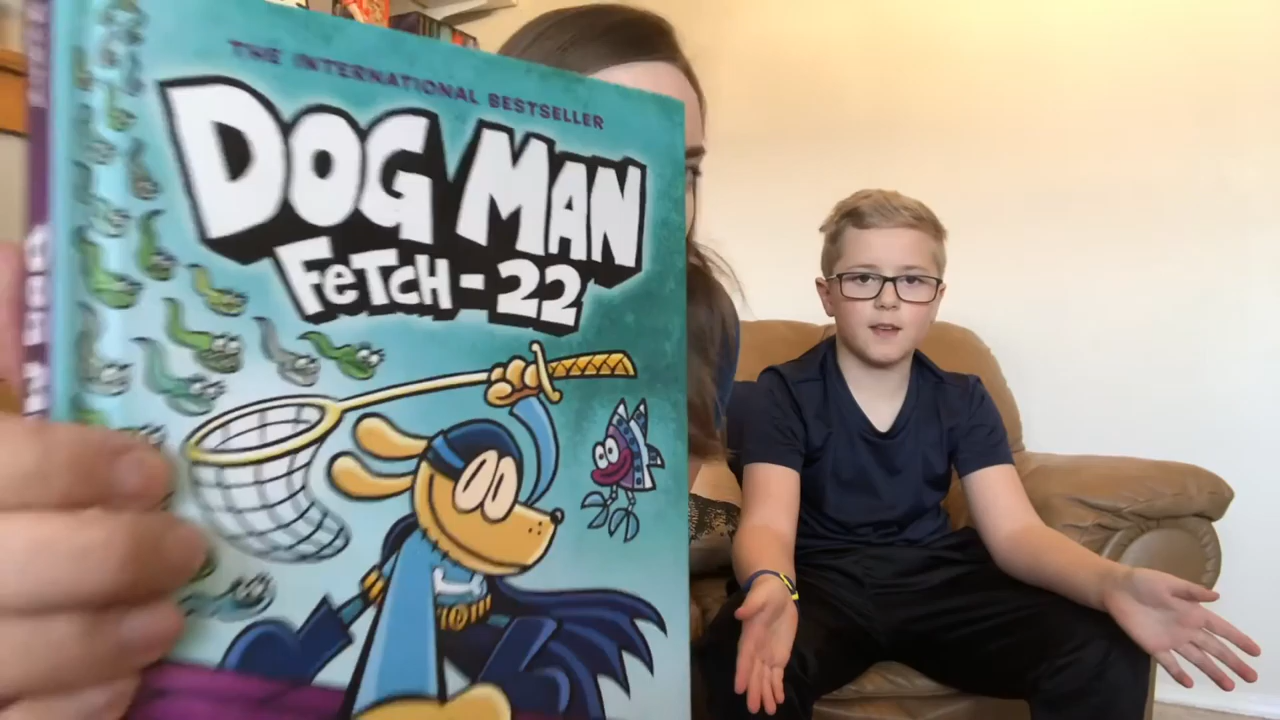 THE INTERNATIONAL BESTSELLER
DOG MAN
FeTCH-22